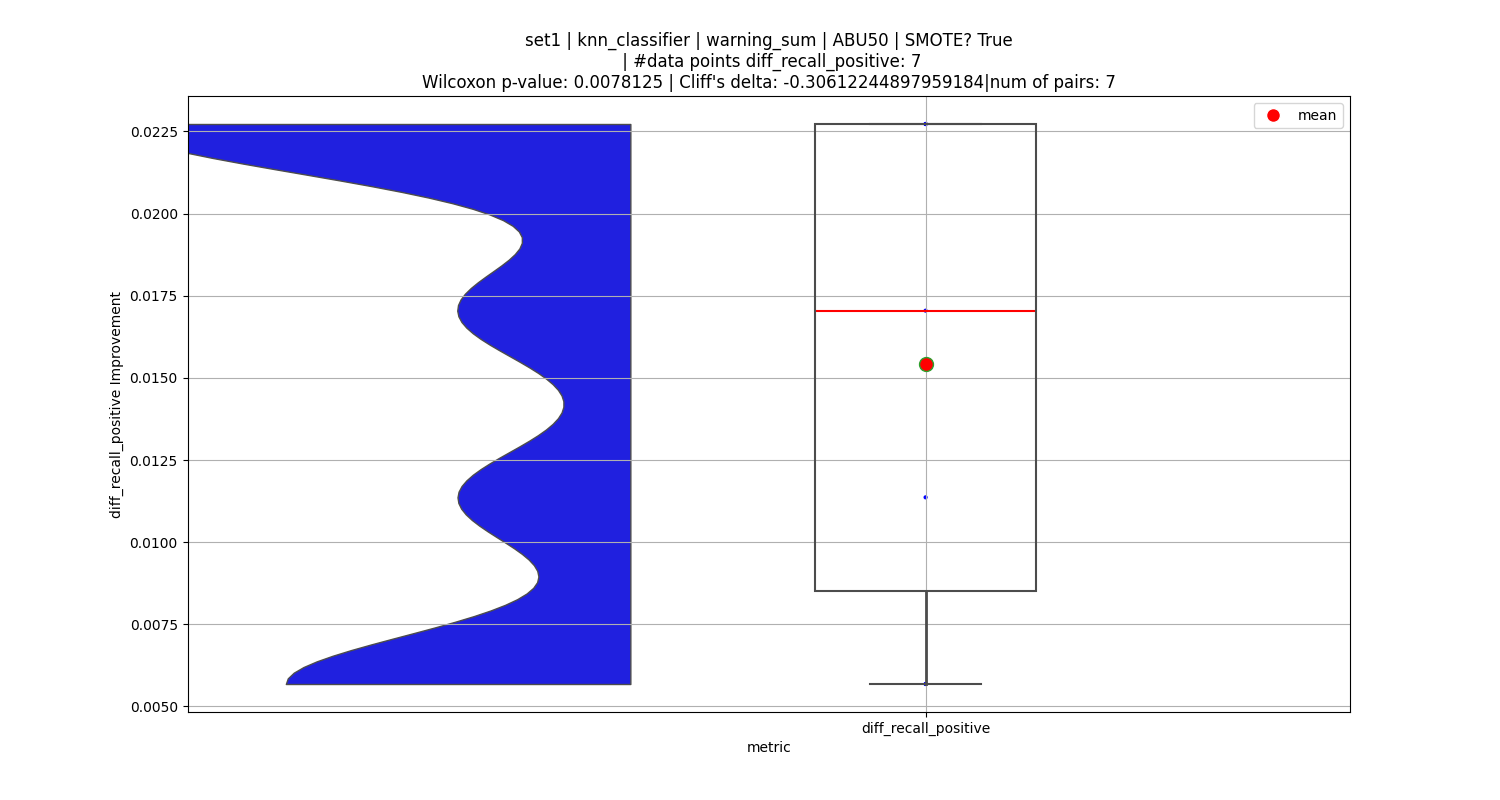 set1 | knn_classifier | warning_sum | ABU50 | SMOTE? True
| #data points diff_recall_positive: 7
Wilcoxon p-value: 0.0078125 | Cliff's delta: -0.30612244897959184|num of pairs: 7
mean
0.0225
0.0200
0.0175
0.0150
0.0125
0.0100
0.0075
0.0050
diff_recall_positive Improvement
diff_recall_positive
metric